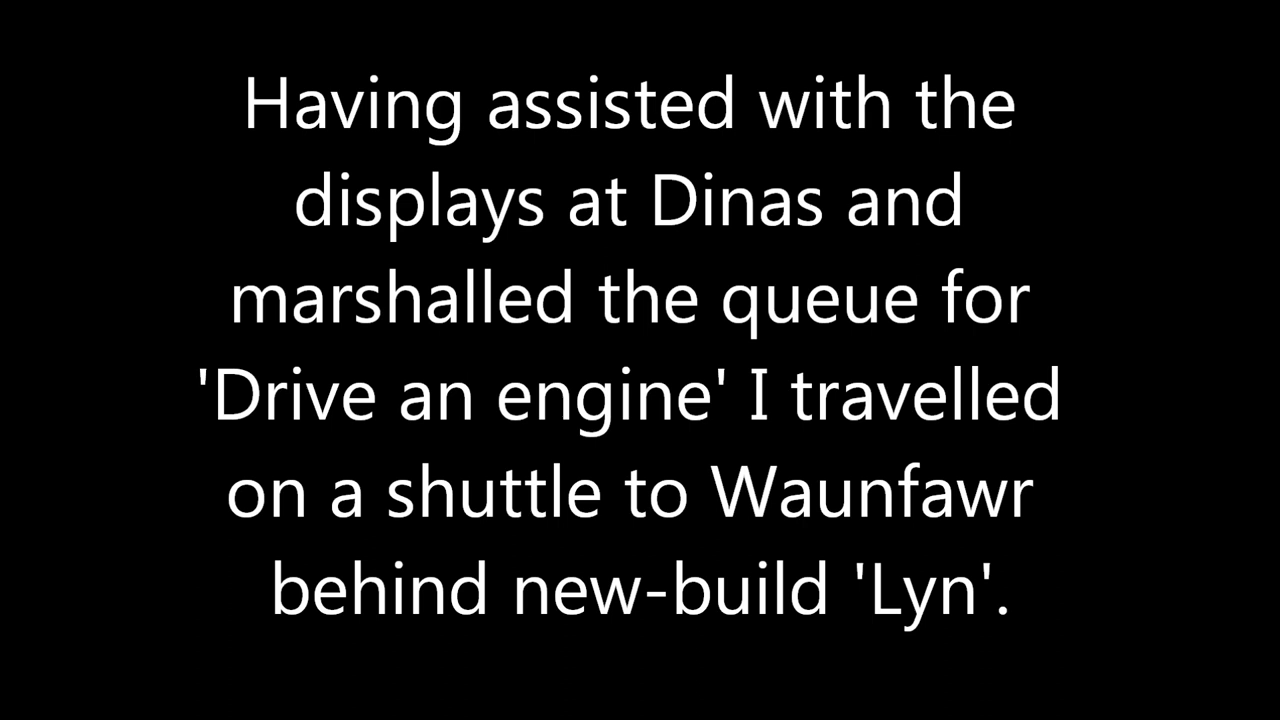 Having assisted with the
displays at Dinas and
marshalled the queue for
'Drive an engine' I travelled
on a shuttle to Waunfawr
behind new-build 'Lyn'.